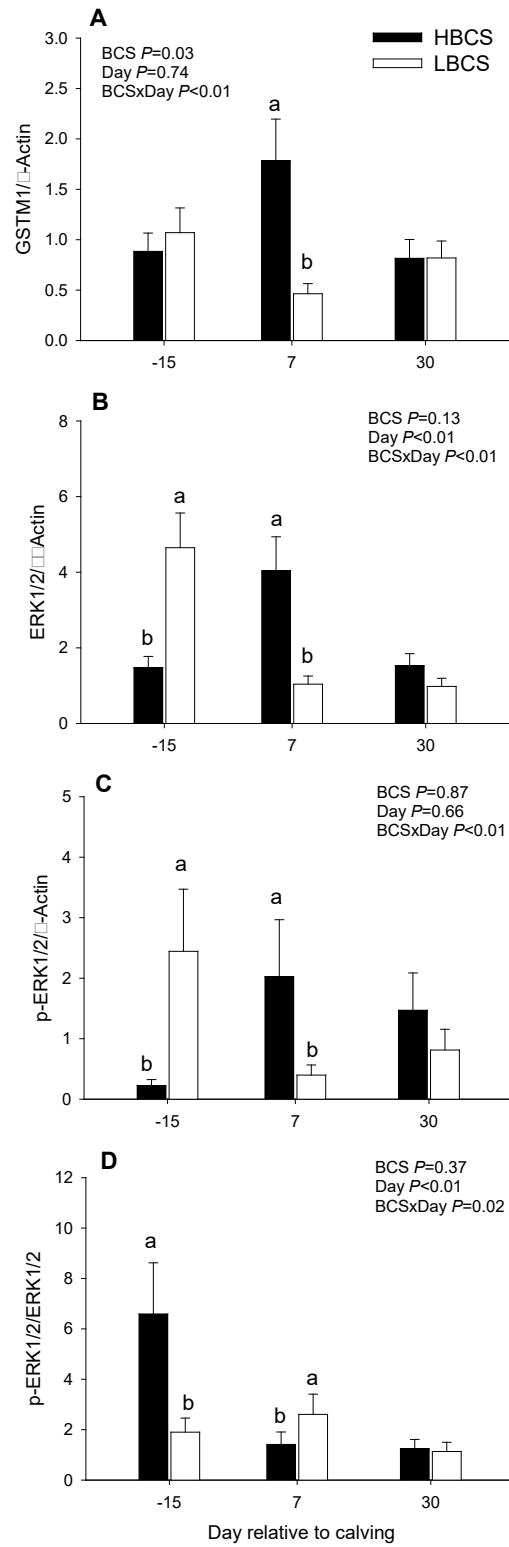 A
HBCS
LBCS
BCS P=0.03
Day P=0.74
BCSxDay P<0.01
GSTM1/□-Actin
3.0
2.5
2.0
1.5
1.0
0.5
0.0
a
b
-15
7
30
B
BCS P=0.13
Day P<0.01
BCSxDay P<0.01
ERK1/2/□□Actin
8
6
4
2
0
b
a
a
b
-15
7
30
C
BCS P=0.87
Day P=0.66
BCSxDay P<0.01
p-ERK1/2/□-Actin
5
4
3
2
1
0
b
a
a
b
-15
7
30
D
BCS P=0.37
Day P<0.01
BCSxDay P=0.02
p-ERK1/2/ERK1/2
12
10
8
6
4
2
0
a
b
b
a
-15
7
30
Day relative to calving